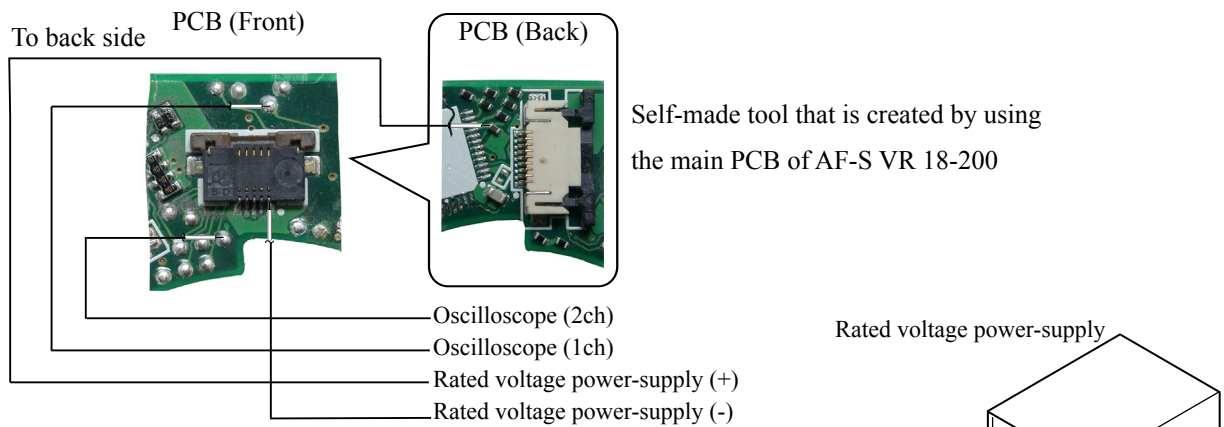 To back side
PCB (Front)
PCB (Back)
Self-made tool that is created by using
the main PCB of AF-S VR 18-200
Oscilloscope (2ch)
Oscilloscope (1ch)
Rated voltage power-supply (+)
Rated voltage power-supply (-)
Rated voltage power-supply